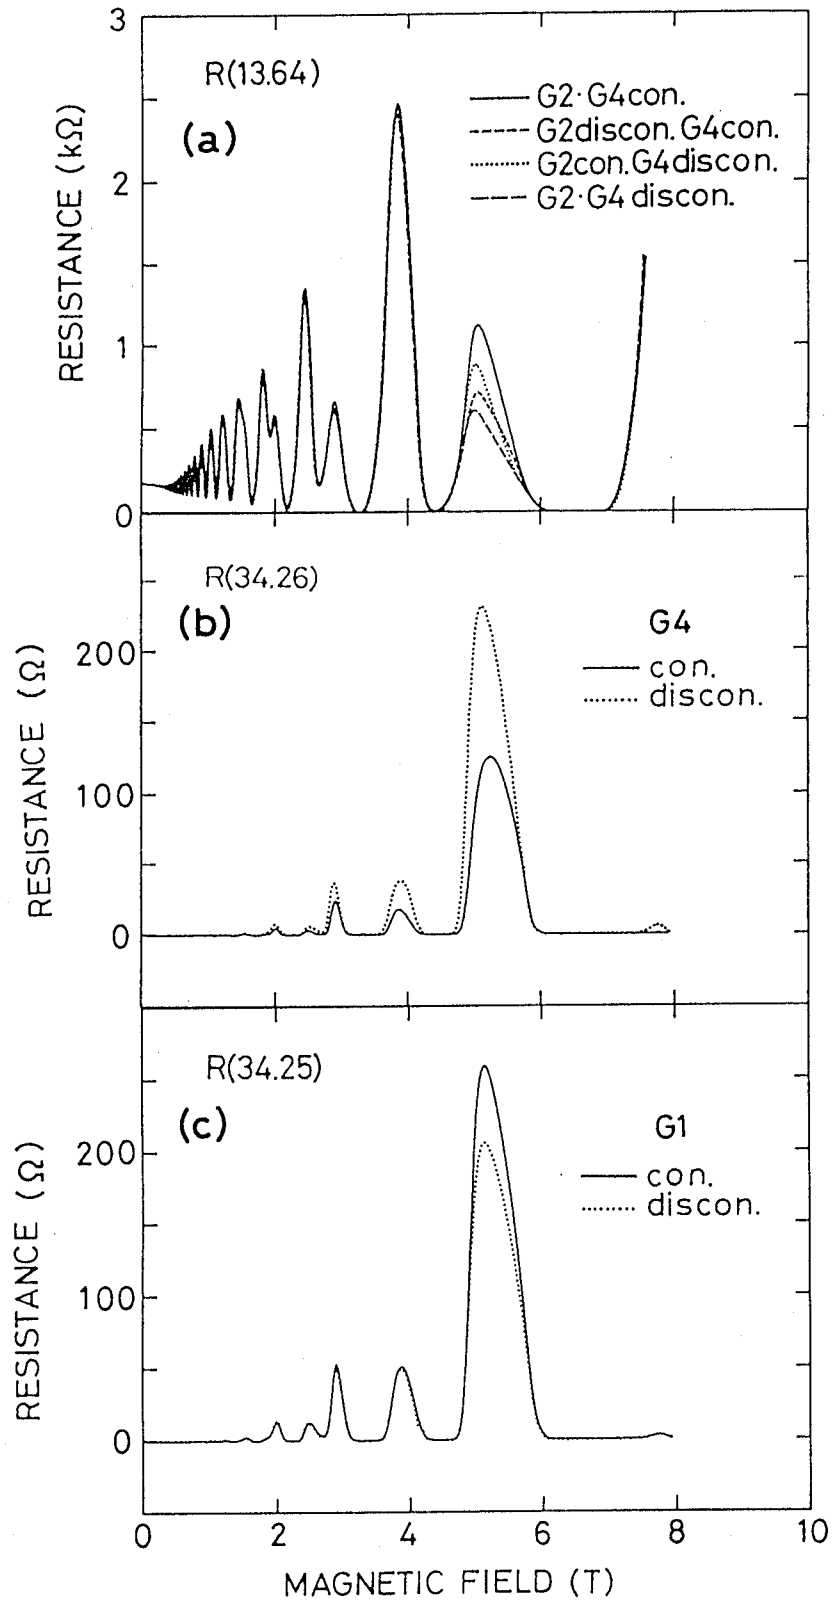 3
R(13.64)
(a)
G2·G4con.
G2discon.G4con.
G2con.G4discon.
G2·G4 discon.
2
1
0
RESISTANCE (kΩ)
R(34.26)
(b)
G4
con.
discon.
200
100
0
RESISTANCE (Ω)
R(34.25)
(c)
G1
con.
discon.
200
100
0
RESISTANCE (Ω)
0 2 4 6 8 10
MAGNETIC FIELD (T)